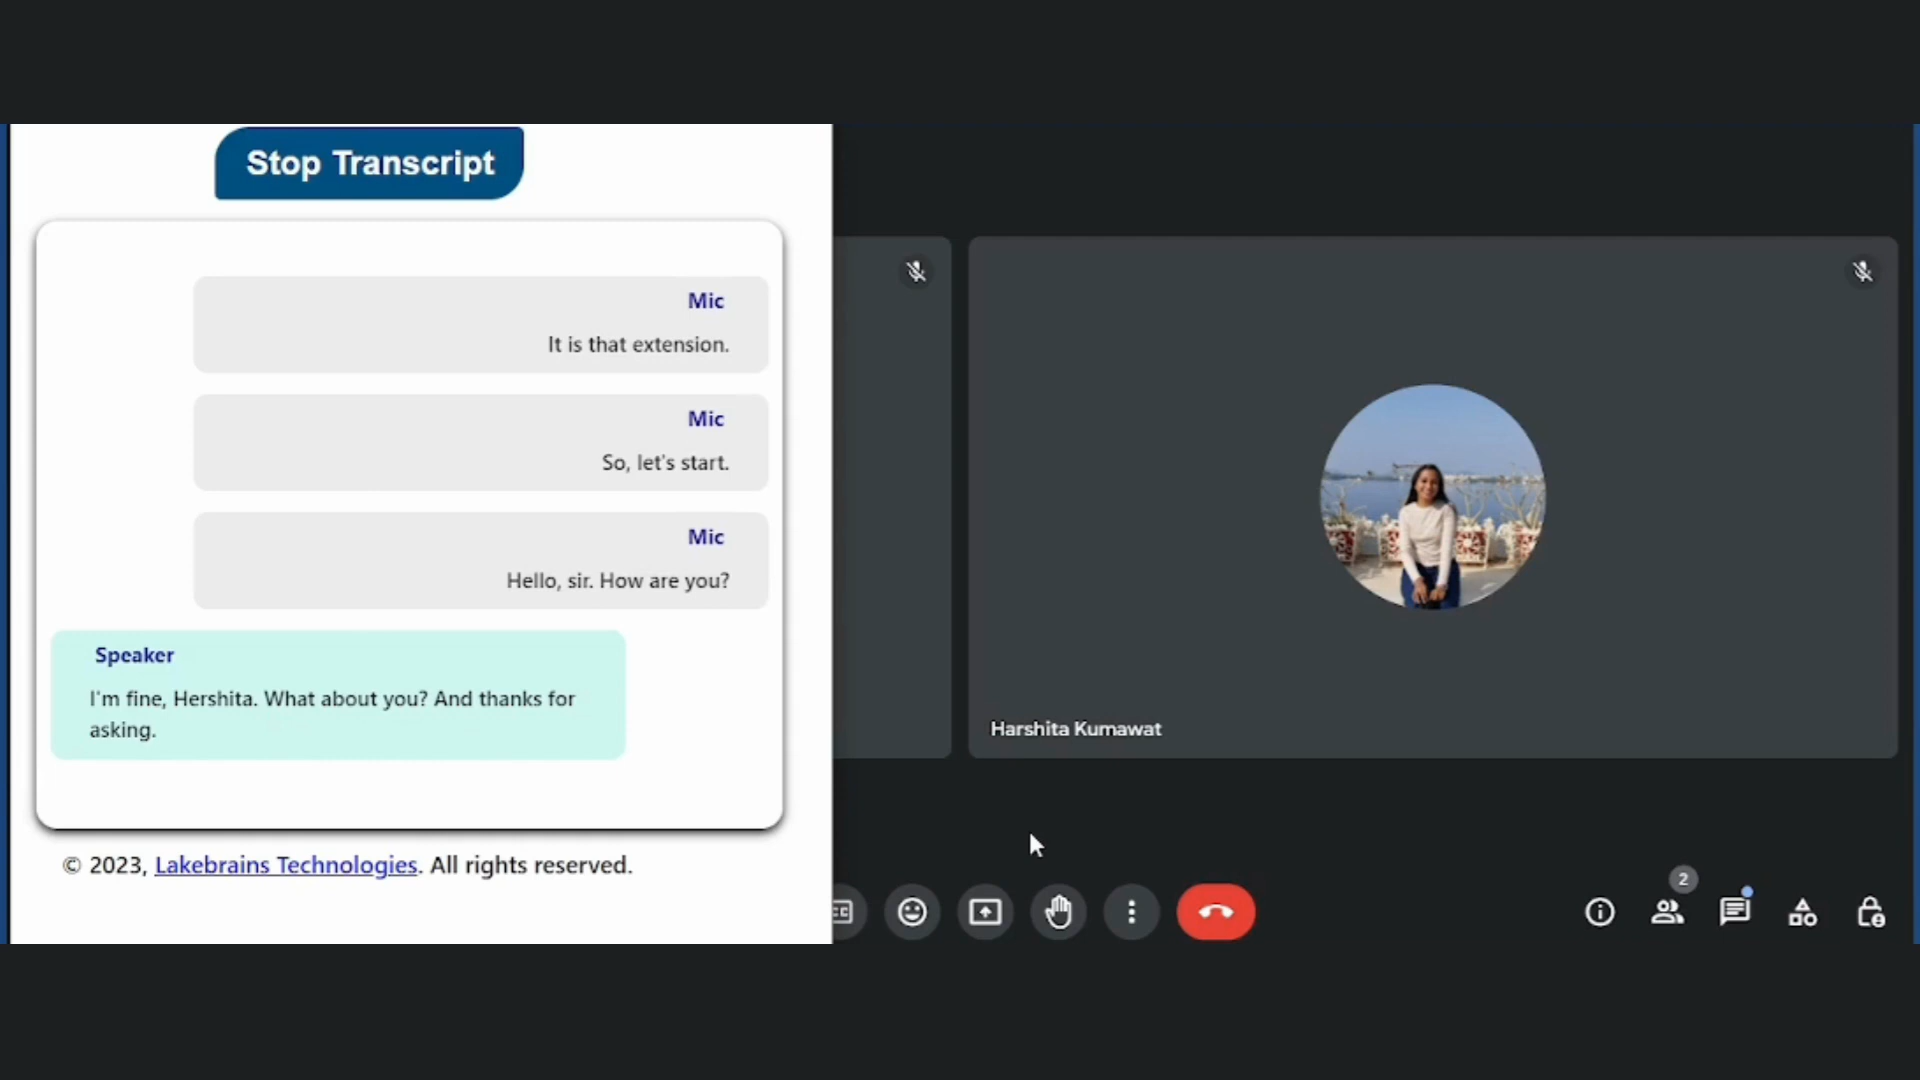 Stop Transcript
Mic
It is that extension.
Mic
So, let's start.
Mic
Hello, sir. How are you?
Speaker
I'm fine, Hershita. What about you? And thanks for
asking.
© 2023, Lakebrains Technologies. All rights reserved.
Harshita Kumawat
2